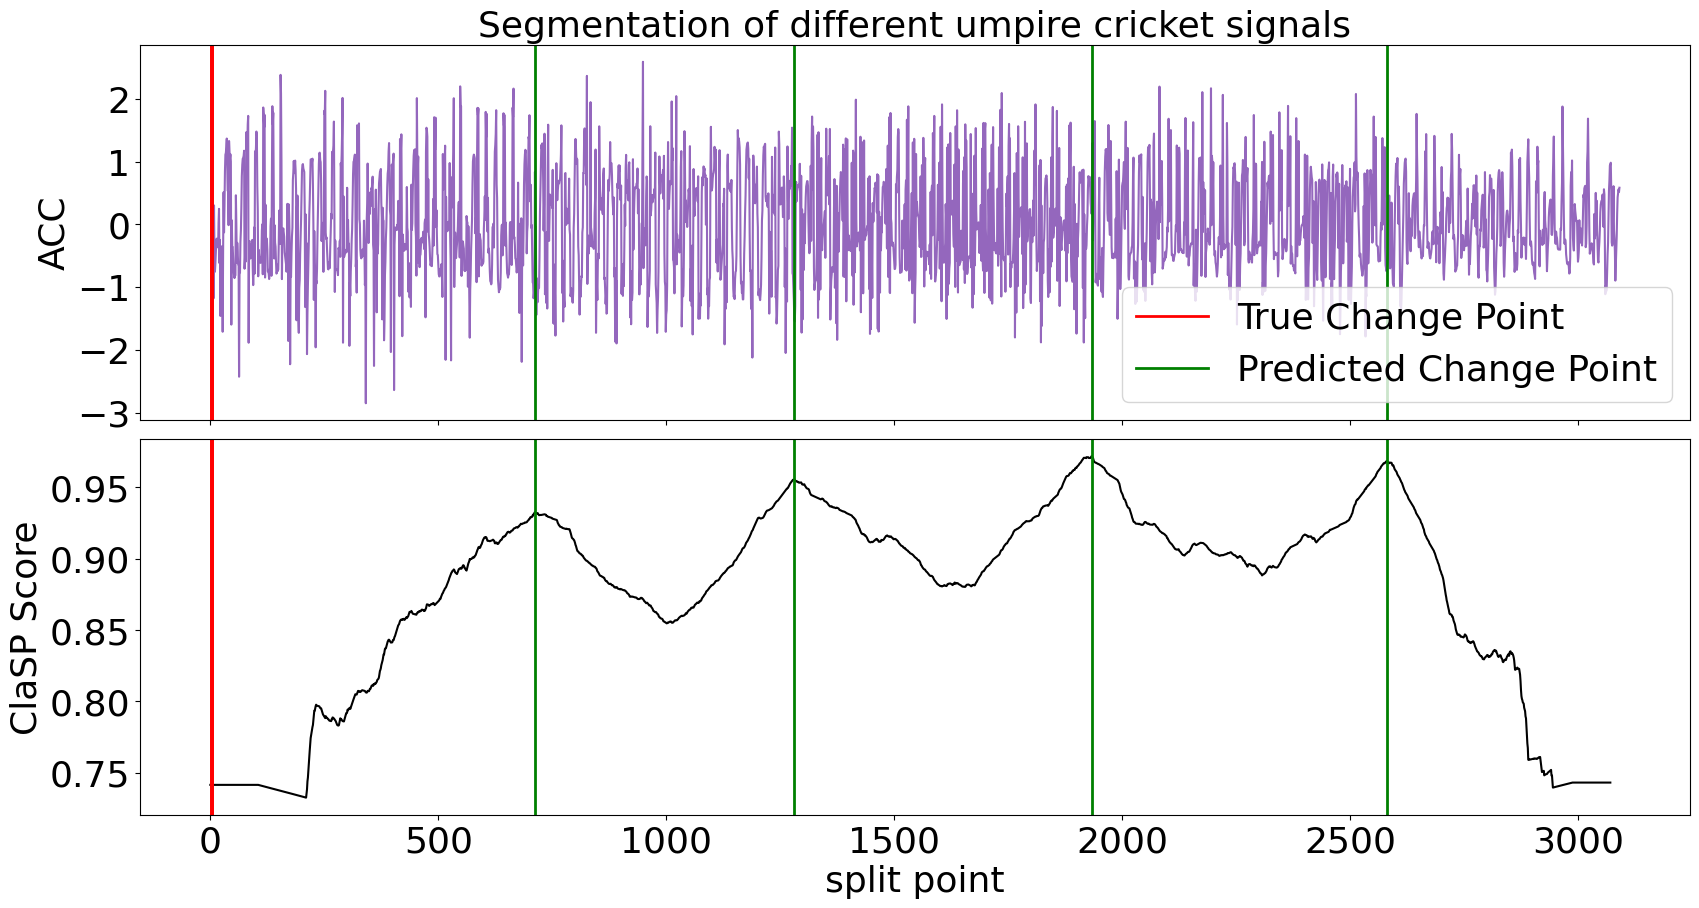 Segmentation of different umpire cricket signals
ACC
2
1
0
−1
−2
−3
True Change Point
Predicted Change Point
ClaSP Score
0.95
0.90
0.85
0.80
0.75
0 500 1000 1500 2000 2500 3000
split point